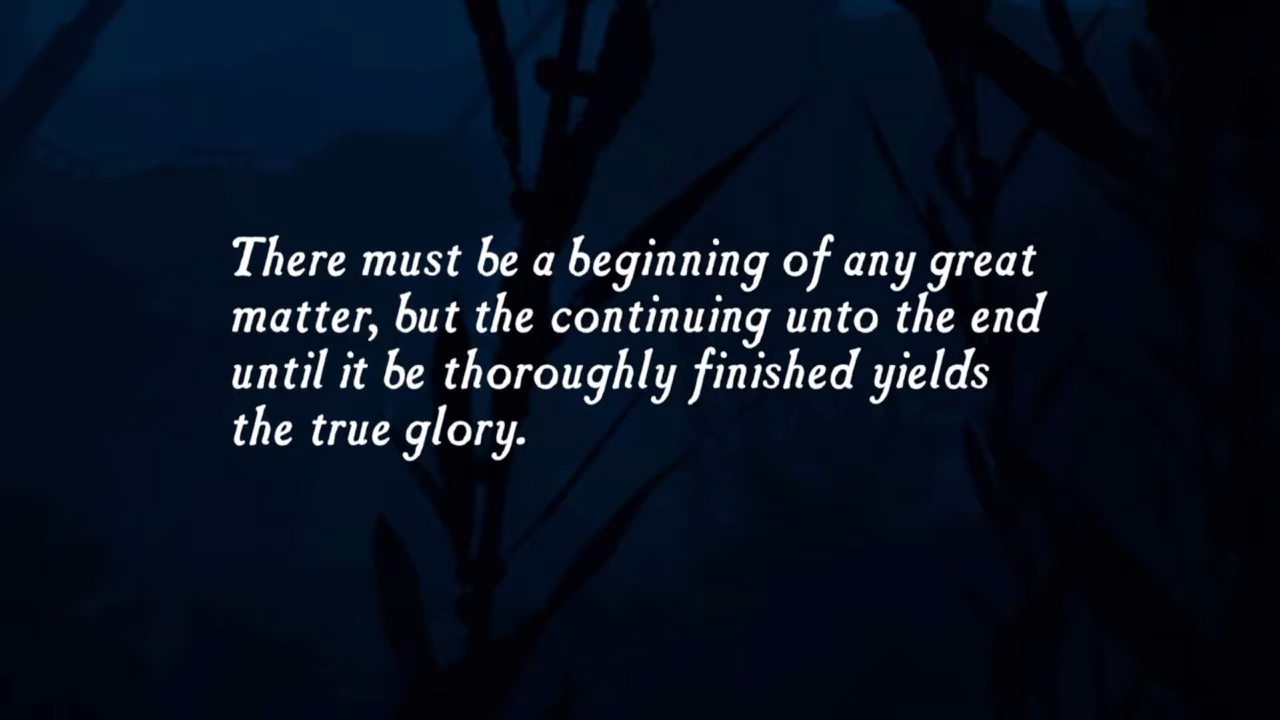 There must be a beginning of any great
matter, but the continuing unto the end
until it be thoroughly finished yields
the true glory.